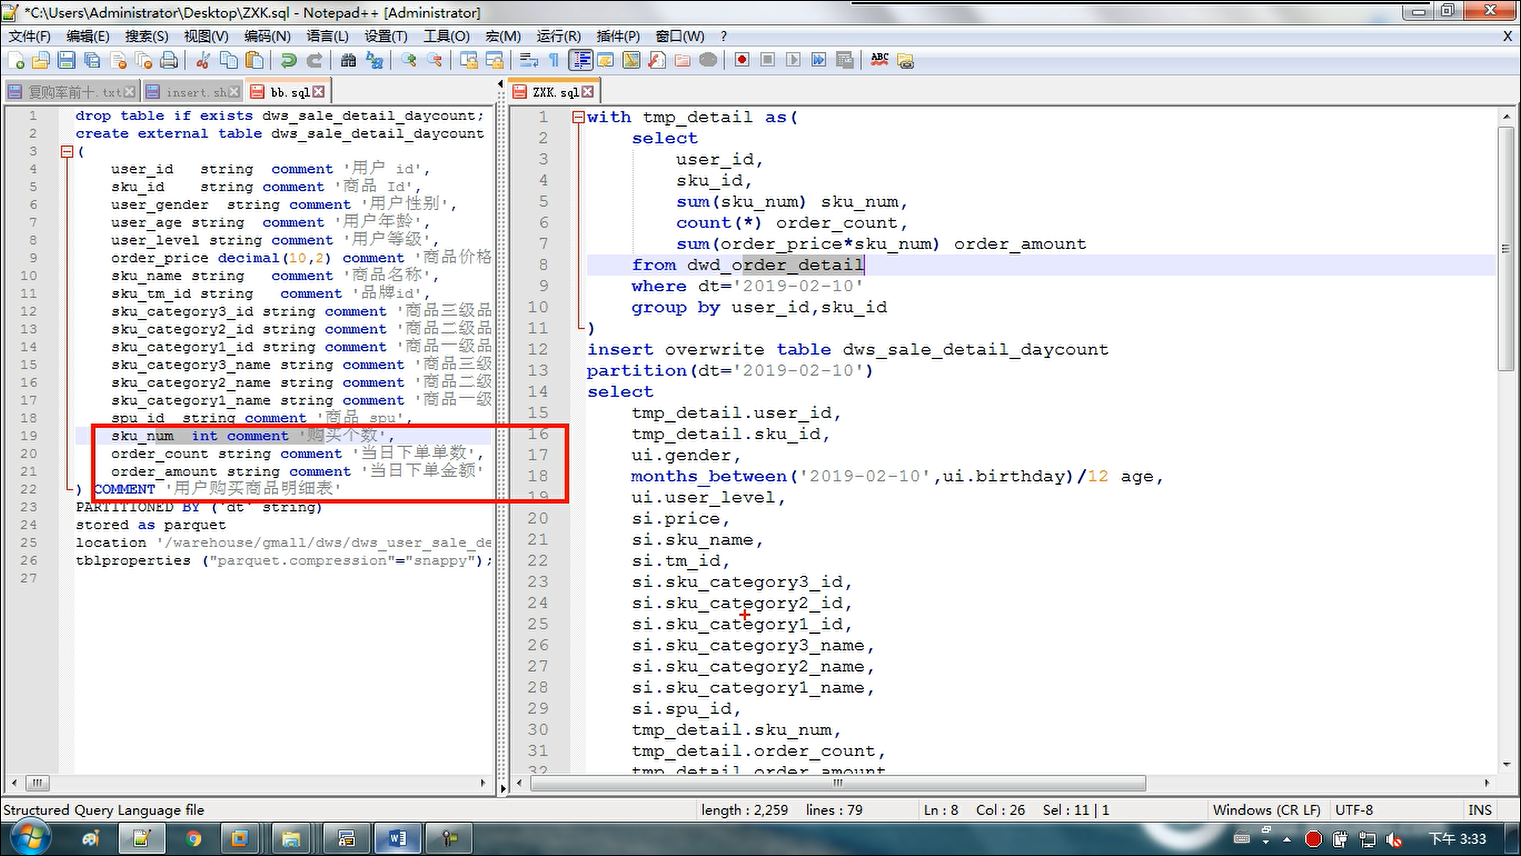 *C:\Users\Administrator\Desktop\ZXK.sql - Notepad++ [Administrator]
文件(F) 编辑(E) 搜索(S) 视图(V) 编码(N) 语言(L) 设置(T) 工具(O) 宏(M) 运行(R) 插件(P) 窗口(W) ? X
复购率前十.txt insert.sh bb.sql
1 drop table if exists dws_sale_detail_daycount;
2 create external table dws_sale_detail_daycount
3 (
4 user_id string comment '用户 id',
5 sku_id string comment '商品 Id',
6 user_gender string comment '用户性别',
7 user_age string comment '用户年龄',
8 user_level string comment '用户等级',
9 order_price decimal(10,2) comment '商品价格
10 sku_name string comment '商品名称',
11 sku_tm_id string comment '品牌id',
12 sku_category3_id string comment '商品三级品
13 sku_category2_id string comment '商品二级品
14 sku_category1_id string comment '商品一级品
15 sku_category3_name string comment '商品三级
16 sku_category2_name string comment '商品二级
17 sku_category1_name string comment '商品一级
18 spu_id string comment '商品 spu',
19 sku_num int comment '购买个数',
20 order_count string comment '当日下单单数',
21 order_amount string comment '当日下单金额'
22 ) COMMENT '用户购买商品明细表'
23 PARTITIONED BY (`dt` string)
24 stored as parquet
25 location '/warehouse/gmall/dws/dws_user_sale_de
26 tblproperties ("parquet.compression"="snappy");
27
ZXK.sql
1 with tmp_detail as(
2 select
3 user_id,
4 sku_id,
5 sum(sku_num) sku_num,
6 count(*) order_count,
7 sum(order_price*sku_num) order_amount
8 from dwd_order_detail
9 where dt='2019-02-10'
10 group by user_id,sku_id
11 )
12 insert overwrite table dws_sale_detail_daycount
13 partition(dt='2019-02-10')
14 select
15 tmp_detail.user_id,
16 tmp_detail.sku_id,
17 ui.gender,
18 months_between('2019-02-10',ui.birthday)/12 age,
19 ui.user_level,
20 si.price,
21 si.sku_name,
22 si.tm_id,
23 si.sku_category3_id,
24 si.sku_category2_id,
25 si.sku_category1_id,
26 si.sku_category3_name,
27 si.sku_category2_name,
28 si.sku_category1_name,
29 si.spu_id,
30 tmp_detail.sku_num,
31 tmp_detail.order_count,
32 tmp_detail.order_amount
Structured Query Language file length : 2,259 lines : 79 Ln : 8 Col : 26 Sel : 11 | 1 Windows (CR LF) UTF-8 INS
下午 3:33